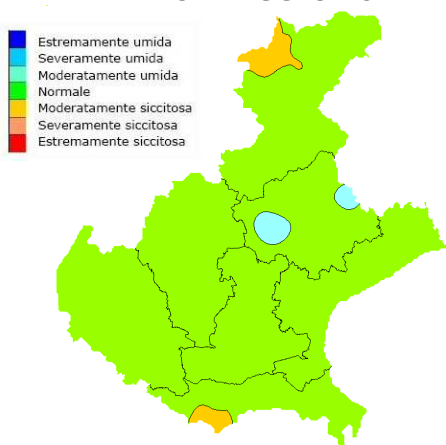 Estremamente umida
Severamente umida
Moderatamente umida
Normale
Moderatamente siccitosa
Severamente siccitosa
Estremamente siccitosa